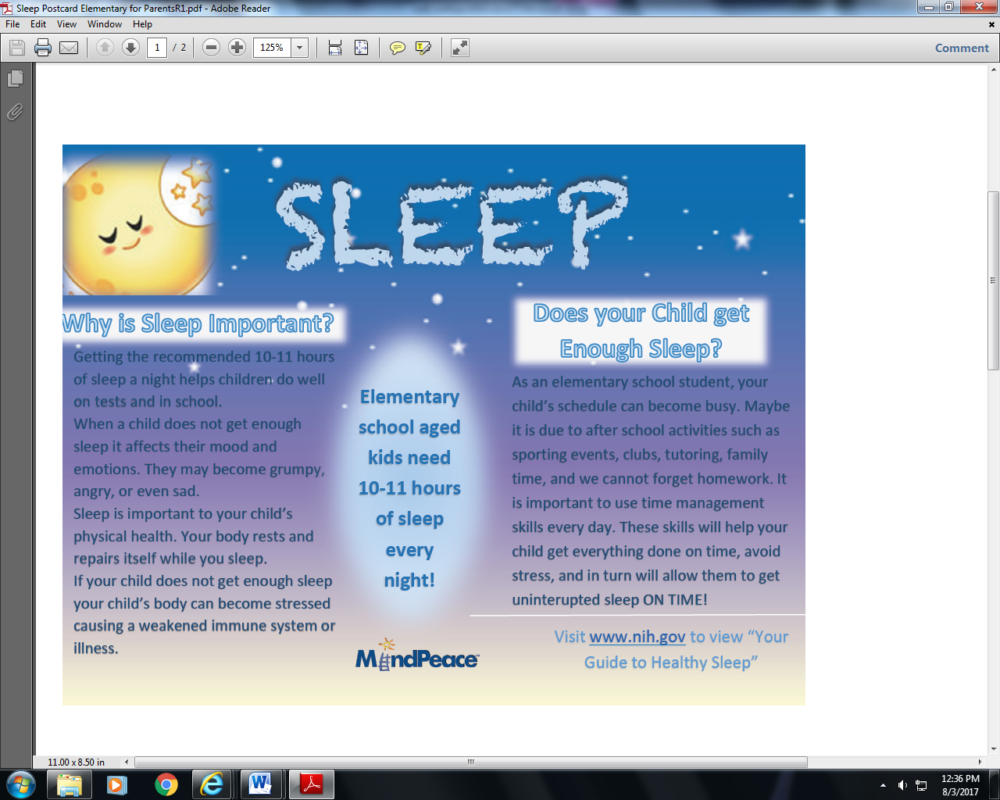 Sleep Postcard Elementary for ParentsR1.pdf - Adobe Reader
File Edit View Window Help
1 / 2 125% Comment
SLEEP
Why is Sleep Important?
Getting the recommended 10-11 hours
of sleep a night helps children do well
on tests and in school.
When a child does not get enough
sleep it affects their mood and
emotions. They may become grumpy,
angry, or even sad.
Sleep is important to your child's
physical health. Your body rests and
repairs itself while you sleep.
If your child does not get enough sleep
your child's body can become stressed
causing a weakened immune system or
illness.
Elementary
school aged
kids need
10-11 hours
of sleep
every
night!
MindPeace™
Does your Child get
Enough Sleep?
As an elementary school student, your
child's schedule can become busy. Maybe
it is due to after school activities such as
sporting events, clubs, tutoring, family
time, and we cannot forget homework. It
is important to use time management
skills every day. These skills will help your
child get everything done on time, avoid
stress, and in turn will allow them to get
uninterupted sleep ON TIME!
Visit www.nih.gov to view "Your
Guide to Healthy Sleep"
11.00 x 8.50 in
12:36 PM
8/3/2017